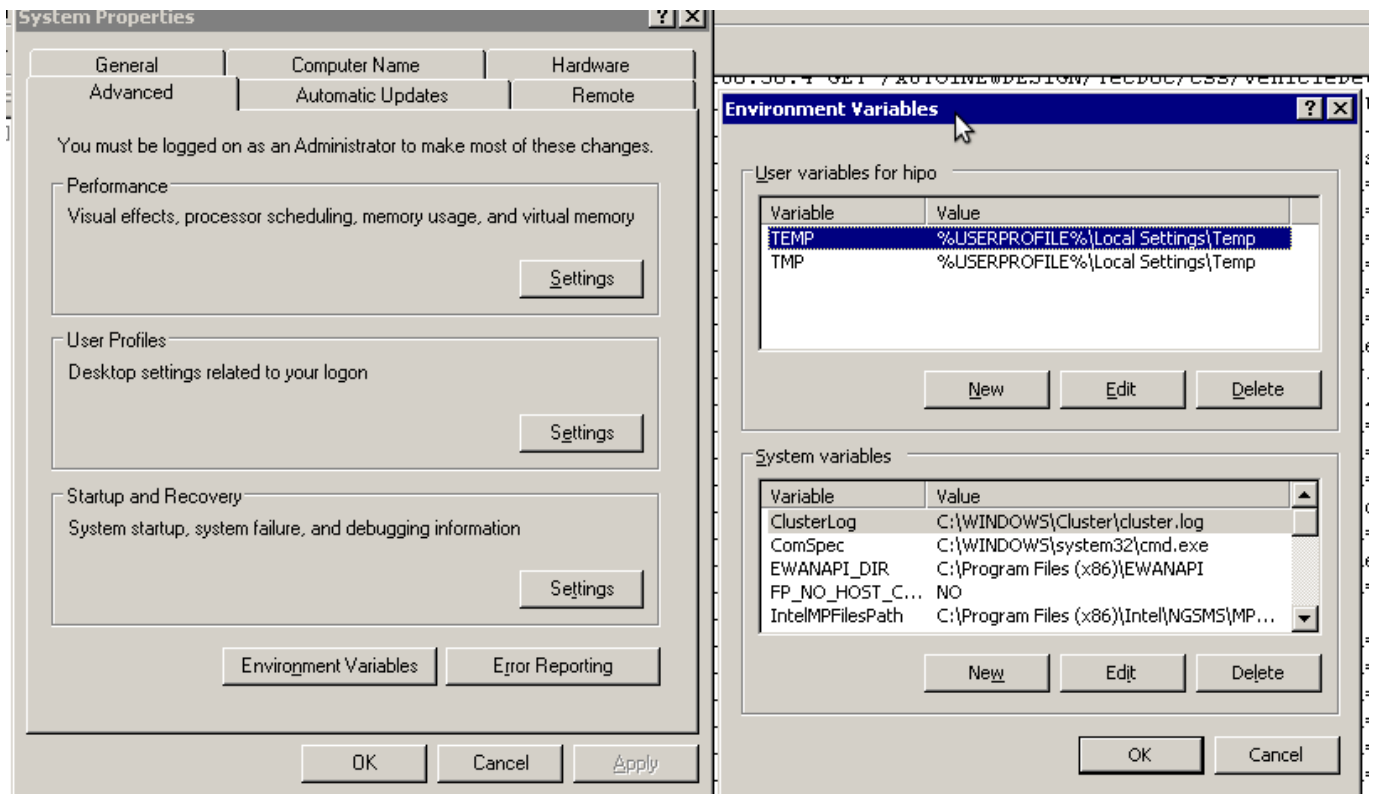 System Properties
General Computer Name Hardware
Advanced Automatic Updates Remote
You must be logged on as an Administrator to make most of these changes.
Performance
Visual effects, processor scheduling, memory usage, and virtual memory
Settings
User Profiles
Desktop settings related to your logon
Settings
Startup and Recovery
System startup, system failure, and debugging information
Settings
Environment Variables Error Reporting
OK Cancel Apply
GET
Environment Variables
User variables for hipo
Variable Value
TEMP %USERPROFILE%\Local Settings\Temp
TMP %USERPROFILE%\Local Settings\Temp
New Edit Delete
System variables
Variable Value
ClusterLog C:\WINDOWS\Cluster\cluster.log
ComSpec C:\WINDOWS\system32\cmd.exe
EWANAPI_DIR C:\Program Files (x86)\EWANAPI
FP_NO_HOST_C... NO
IntelMPFilesPath C:\Program Files (x86)\Intel\NGSMS\MP...
New Edit Delete
OK Cancel